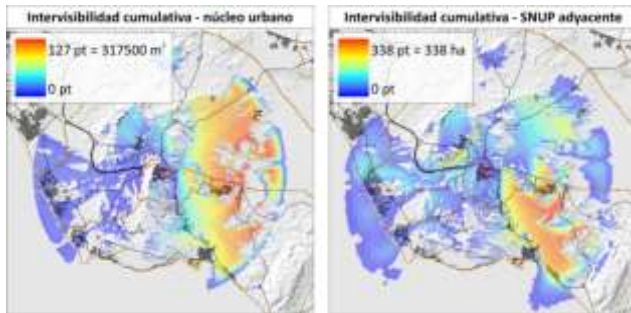 Intervisibilidad cumulativa - núcleo urbano
127 pt = 317500 m²
0 pt
Intervisibilidad cumulativa - SNUP adyacente
338 pt = 338 ha
0 pt